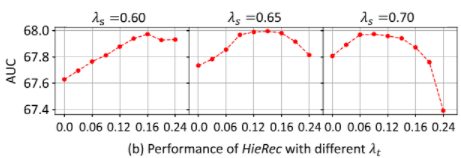 λs =0.60 λs =0.65 λs =0.70
68.0
67.8
67.6
67.4
AUC
0.0 0.06 0.12 0.18 0.24 0.0 0.06 0.12 0.18 0.24 0.0 0.06 0.12 0.18 0.24
(b) Performance of HieRec with different λt